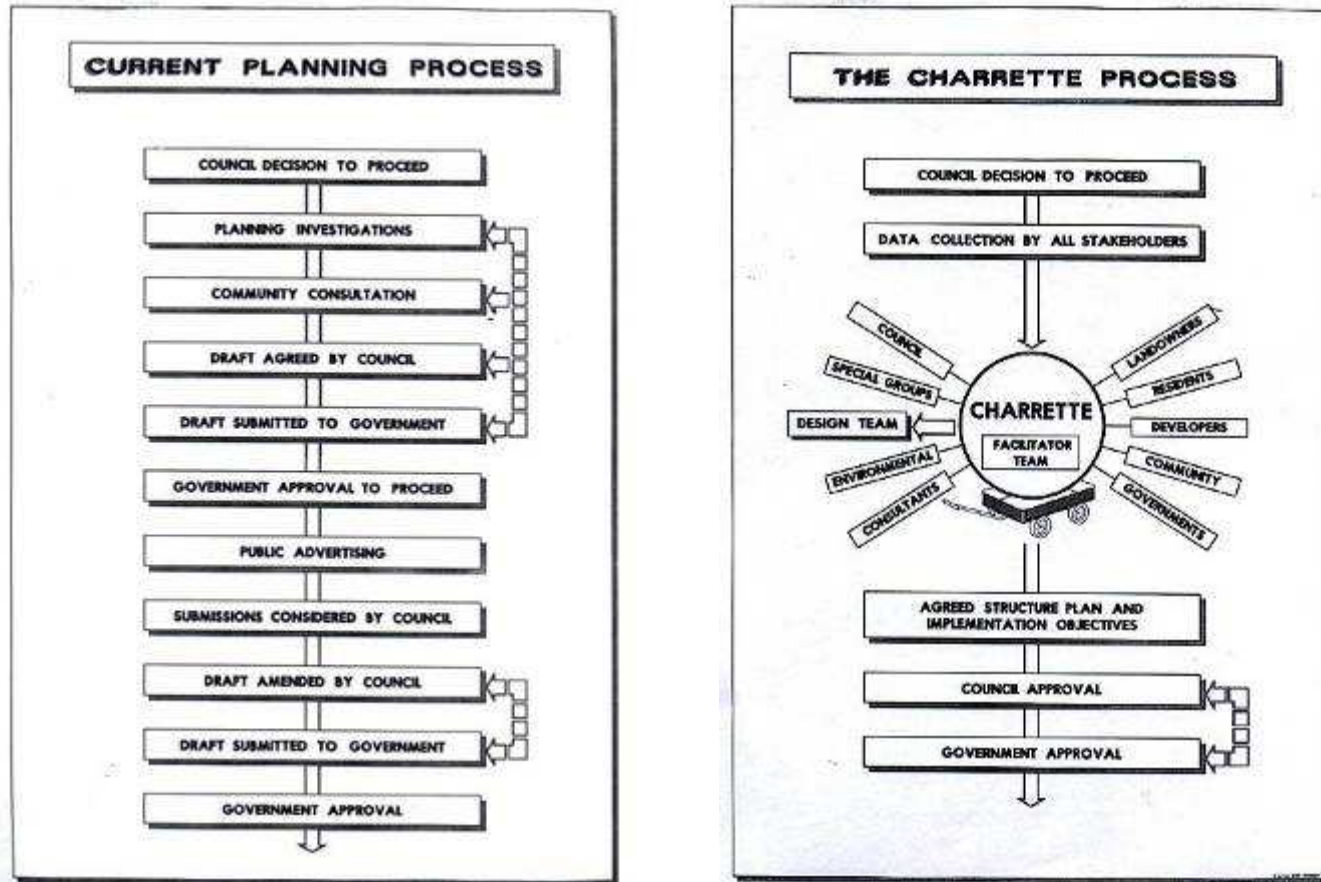 CURRENT PLANNING PROCESS
COUNCIL DECISION TO PROCEED
PLANNING INVESTIGATIONS
COMMUNITY CONSULTATION
DRAFT AGREED BY COUNCIL
DRAFT SUBMITTED TO GOVERNMENT
GOVERNMENT APPROVAL TO PROCEED
PUBLIC ADVERTISING
SUBMISSIONS CONSIDERED BY COUNCIL
DRAFT AMENDED BY COUNCIL
DRAFT SUBMITTED TO GOVERNMENT
GOVERNMENT APPROVAL
THE CHARRETTE PROCESS
COUNCIL DECISION TO PROCEED
DATA COLLECTION BY ALL STAKEHOLDERS
COUNCIL
SPECIAL GROUPS
DESIGN TEAM
ENVIRONMENTAL
CONSULTANTS
CHARRETTE
FACILITATOR
TEAM
LANDOWNERS
RESIDENTS
DEVELOPERS
COMMUNITY
GOVERNMENTS
AGREED STRUCTURE PLAN AND
IMPLEMENTATION OBJECTIVES
COUNCIL APPROVAL
GOVERNMENT APPROVAL